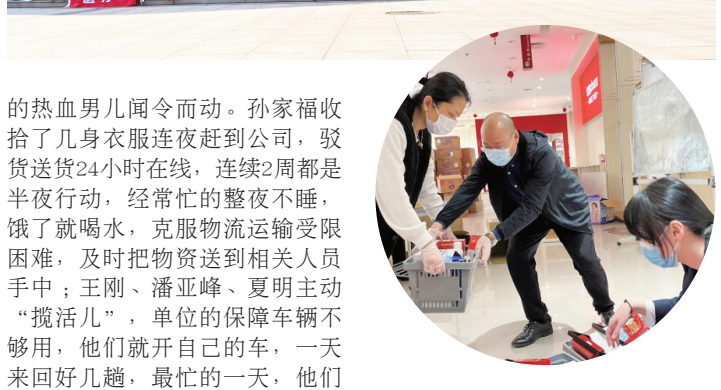 的热血男儿闻令而动。孙家福收
拾了几身衣服连夜赶到公司，驳
货送货24小时在线，连续2周都是
半夜行动，经常忙的整夜不睡，
饿了就喝水，克服物流运输受限
困难，及时把物资送到相关人员
手中；王刚、潘亚峰、夏明主动
“揽活儿”，单位的保障车辆不
够用，他们就开自己的车，一天
来回好几趟，最忙的一天，他们